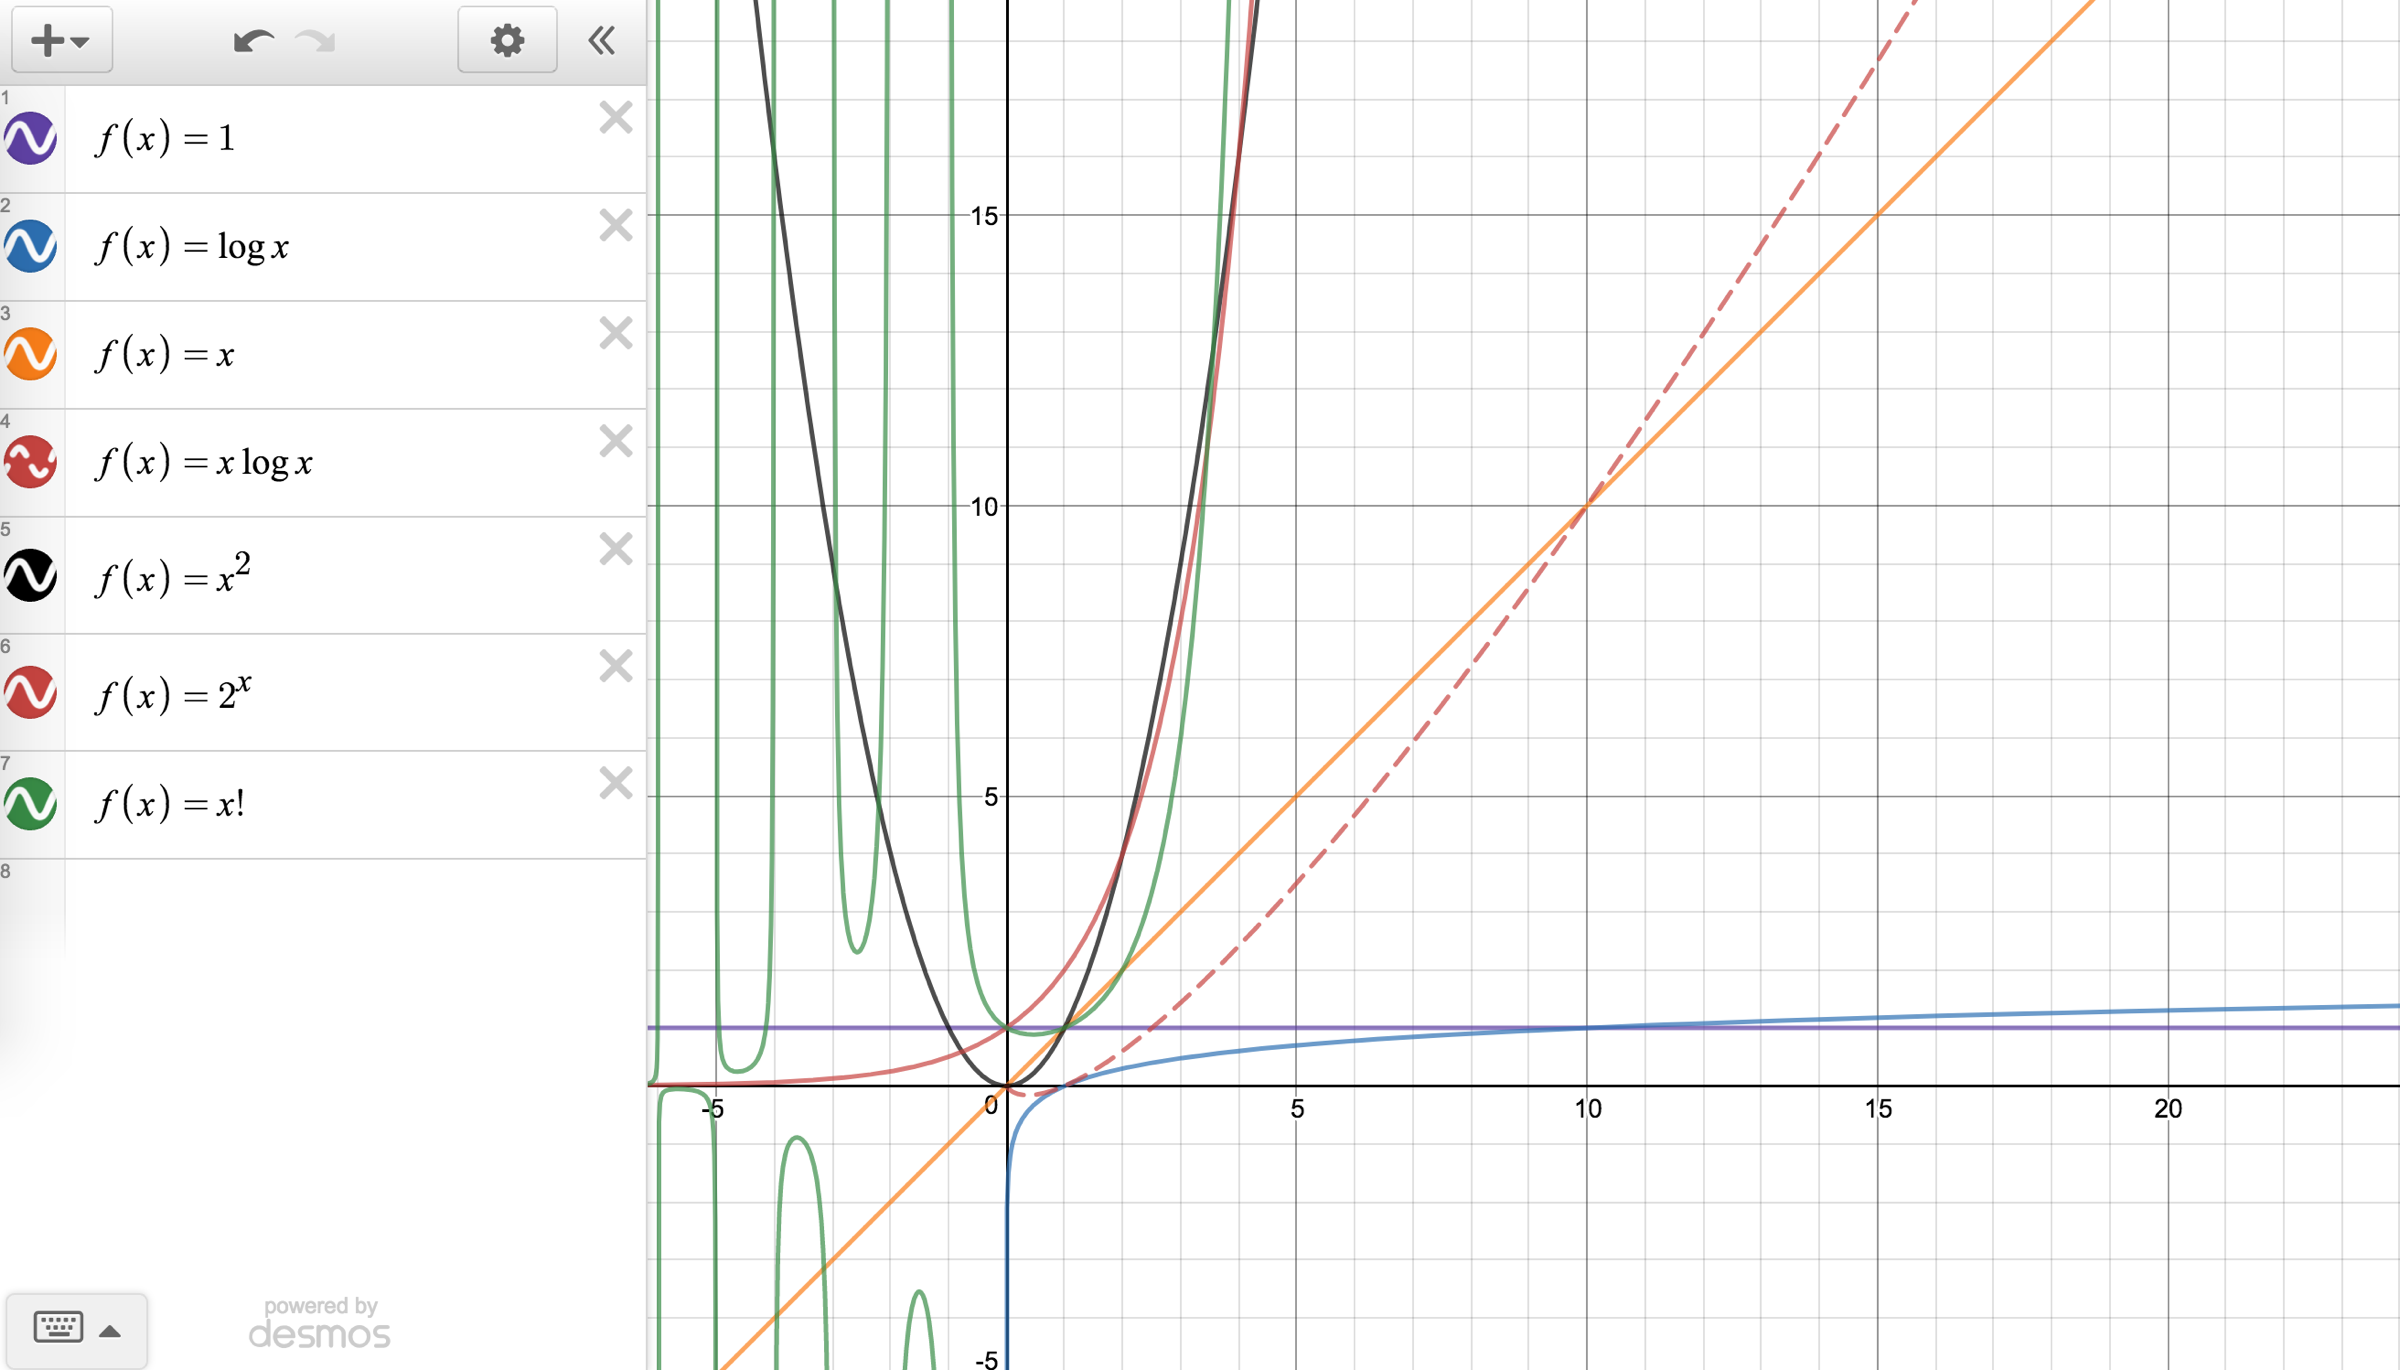 1
f(x) = 1
2
f(x) = log x
3
f(x) = x
4
f(x) = x log x
5
f(x) = x²
6
f(x) = 2ˣ
7
f(x) = x!
8
powered by
desmos
15
10
5
-5 0 5 10 15 20
-5